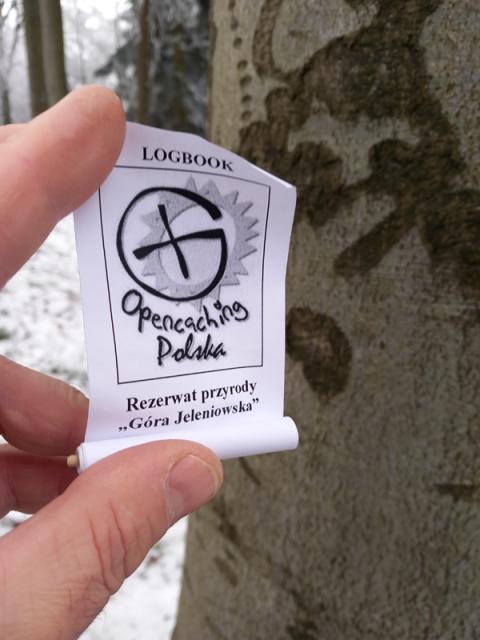 LOGBOOK
Opencaching
Polska
Rezerwat przyrody
„Góra Jeleniowska”